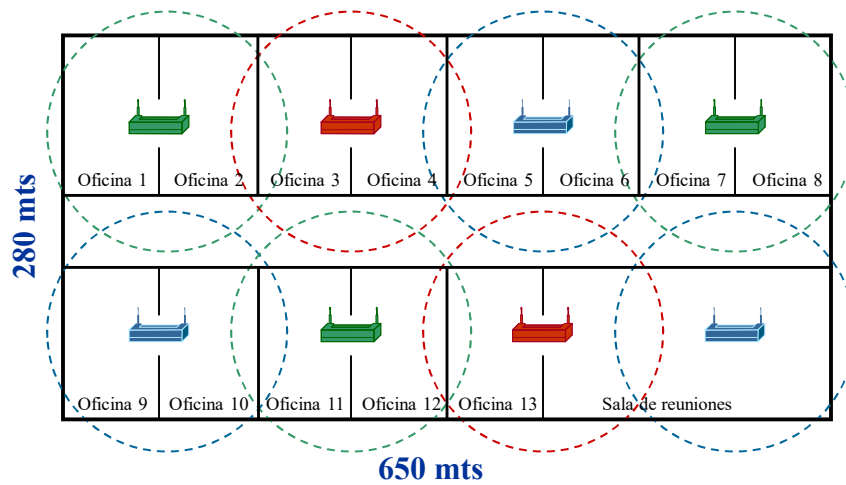 Oficina 1 Oficina 2 Oficina 3 Oficina 4 Oficina 5 Oficina 6 Oficina 7 Oficina 8
280 mts
Oficina 9 Oficina 10 Oficina 11 Oficina 12 Oficina 13 Sala de reuniones
650 mts